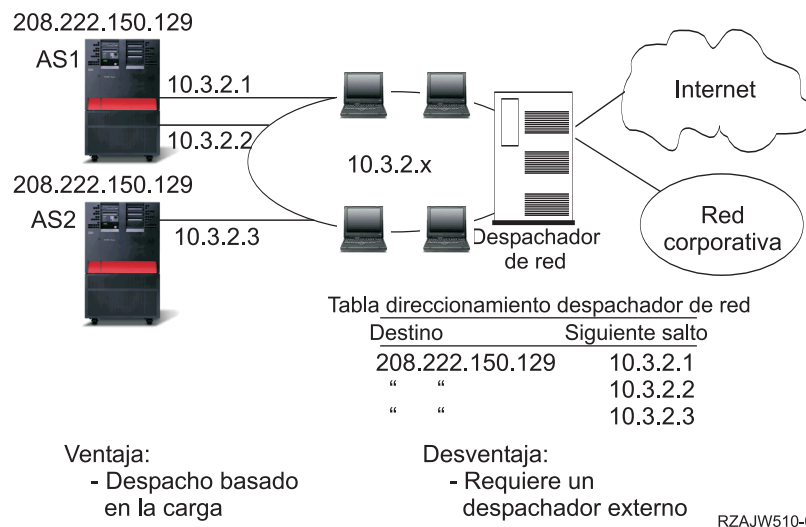 208.222.150.129
AS1
10.3.2.1
10.3.2.2
208.222.150.129
AS2
10.3.2.3
10.3.2.x
Internet
Red
corporativa
Despachador
de red
Tabla direccionamiento despachador de red
Destino Siguiente salto
208.222.150.129 10.3.2.1
“ “ 10.3.2.2
“ “ 10.3.2.3
Ventaja:
- Despacho basado
en la carga
Desventaja:
- Requiere un
despachador externo
RZAJW510-